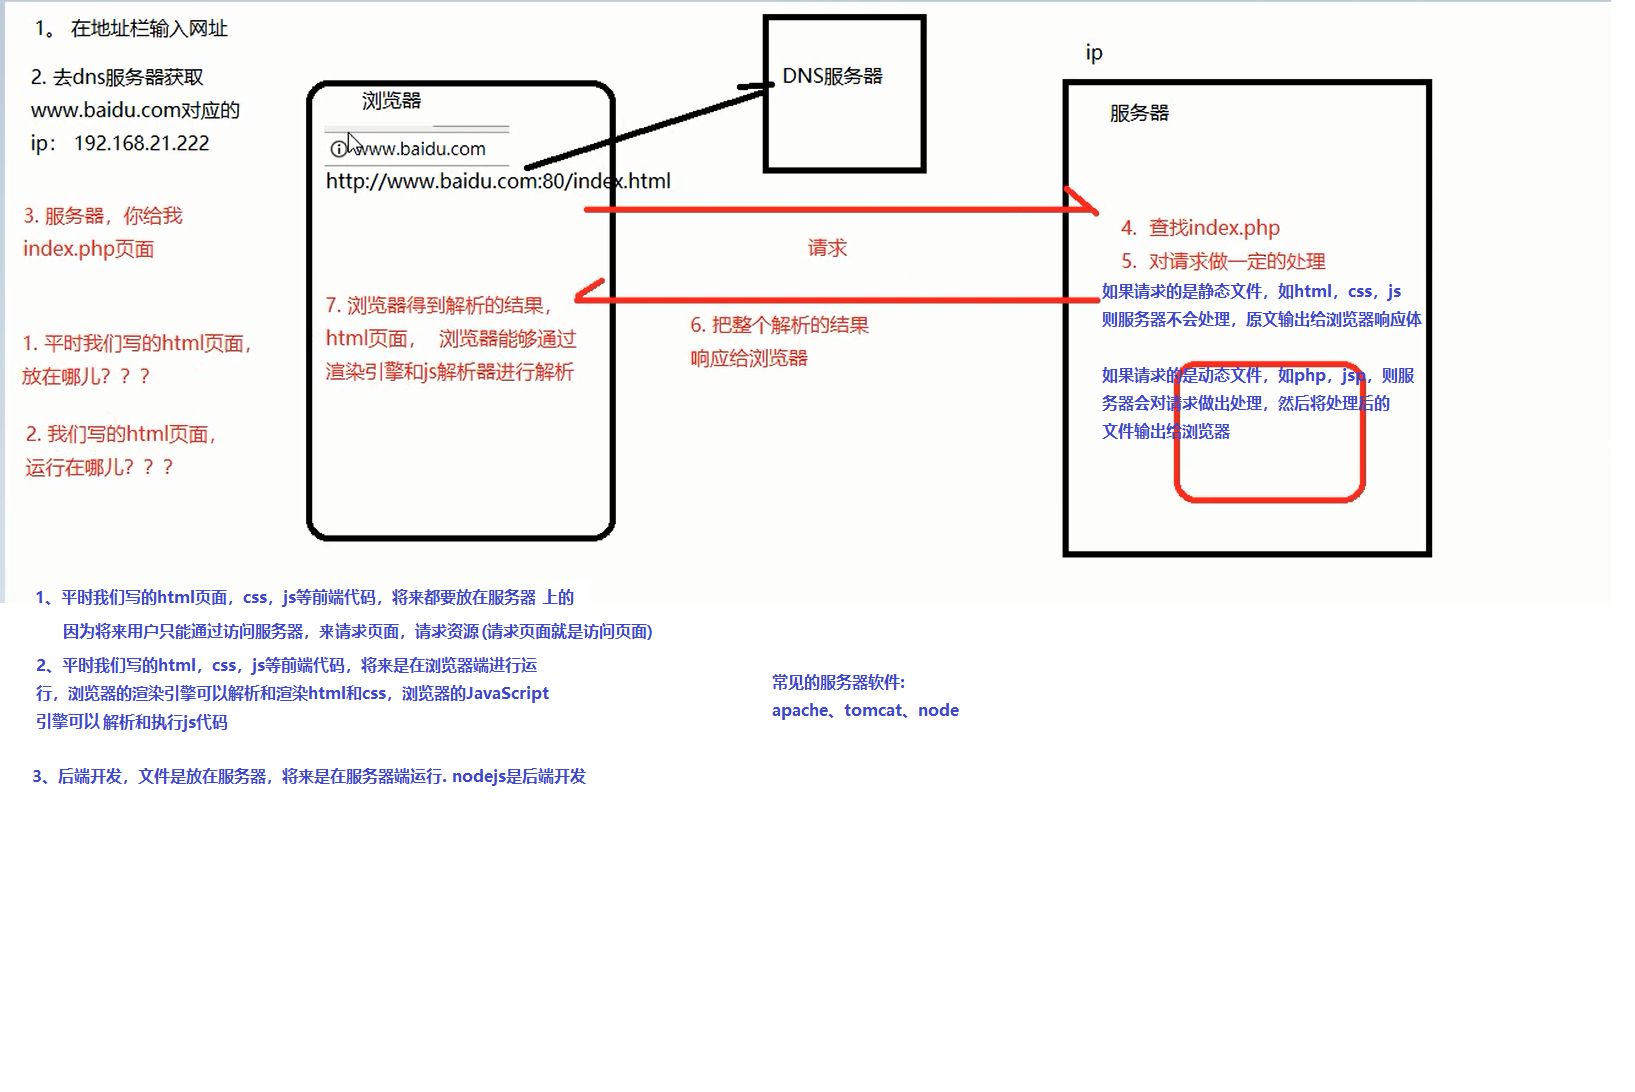 1。 在地址栏输入网址
2. 去dns服务器获取
www.baidu.com对应的
ip： 192.168.21.222
3. 服务器，你给我
index.php页面
1. 平时我们写的html页面，
放在哪儿？？？
2. 我们写的html页面，
运行在哪儿？？？
浏览器
www.baidu.com
http://www.baidu.com:80/index.html
7. 浏览器得到解析的结果，
html页面， 浏览器能够通过
渲染引擎和js解析器进行解析
DNS服务器
请求
6. 把整个解析的结果
响应给浏览器
ip
服务器
4. 查找index.php
5. 对请求做一定的处理
如果请求的是静态文件，如html，css，js
则服务器不会处理，原文输出给浏览器响应体
如果请求的是动态文件，如php，jsp，则服
务器会对请求做出处理，然后将处理后的
文件输出给浏览器
1、平时我们写的html页面，css，js等前端代码，将来都要放在服务器 上的
因为将来用户只能通过访问服务器，来请求页面，请求资源(请求页面就是访问页面)
2、平时我们写的html，css，js等前端代码，将来是在浏览器端进行运
行，浏览器的渲染引擎可以解析和渲染html和css，浏览器的JavaScript
引擎可以 解析和执行js代码
3、后端开发，文件是放在服务器，将来是在服务器端运行. nodejs是后端开发
常见的服务器软件:
apache、tomcat、node